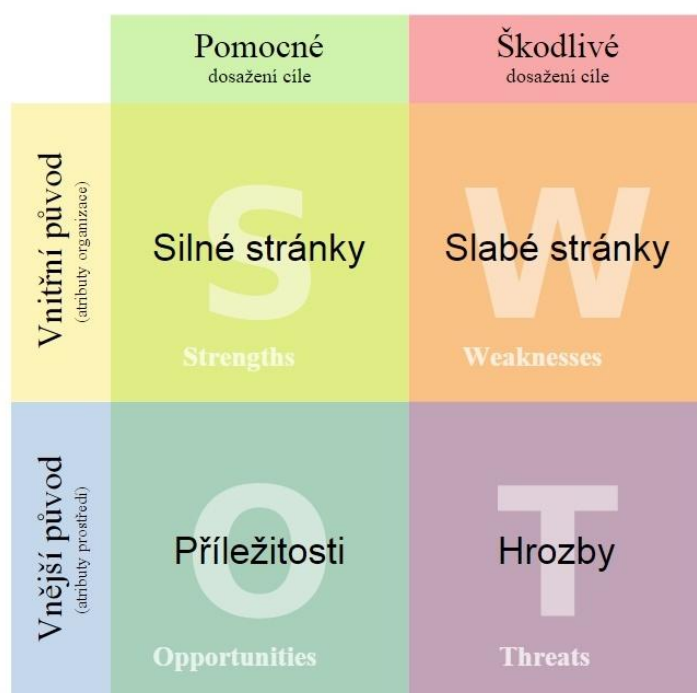 Pomocné
dosažení cíle
Škodlivé
dosažení cíle
Vnitřní původ
(atributy organizace)
S
Silné stránky
Strengths
W
Slabé stránky
Weaknesses
Vnější původ
(atributy prostředí)
O
Příležitosti
Opportunities
T
Hrozby
Threats